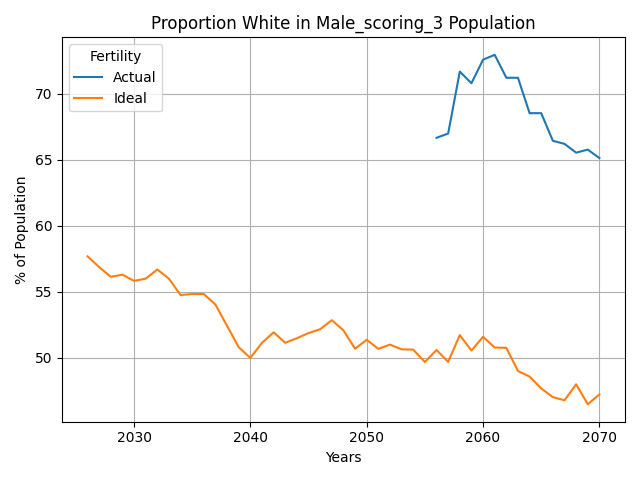 Proportion White in Male_scoring_3 Population
Fertility
Actual
Ideal
% of Population
70
65
60
55
50
2030
2040
2050
2060
2070
Years